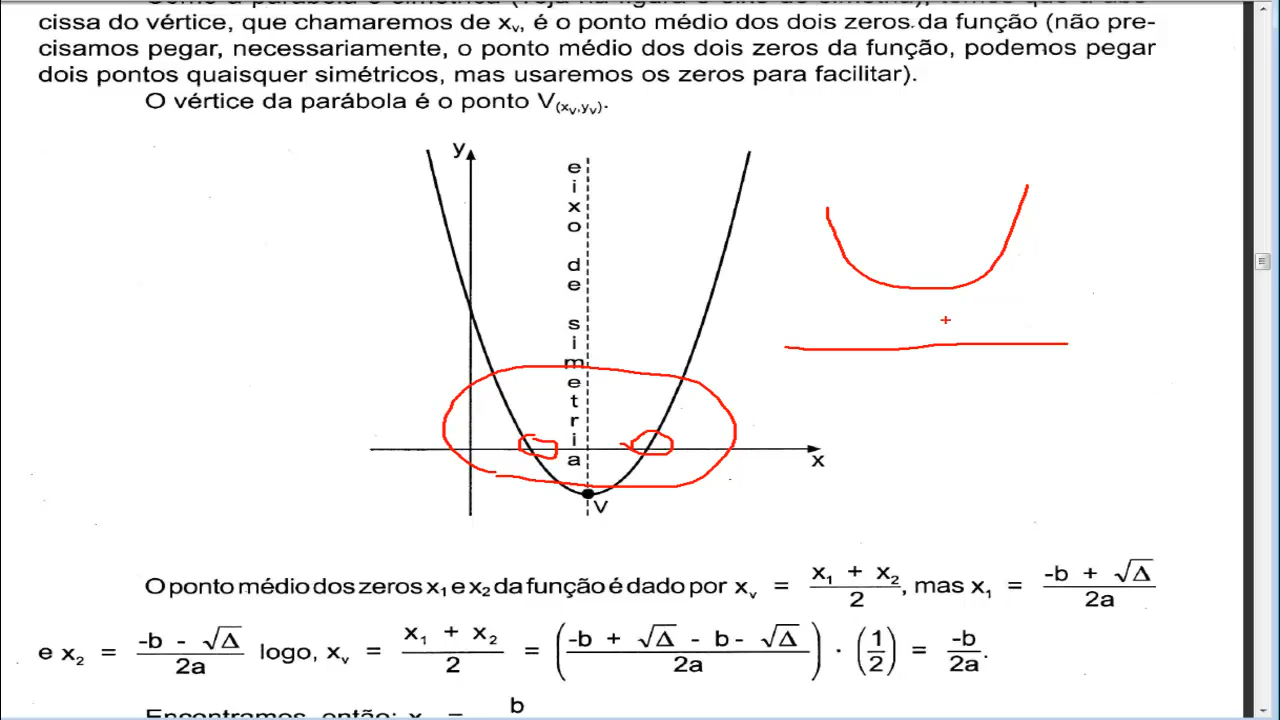 cissa do vértice, que chamaremos de xᵥ, é o ponto médio dos dois zeros da função (não pre-
cisamos pegar, necessariamente, o ponto médio dos dois zeros da função, podemos pegar
dois pontos quaisquer simétricos, mas usaremos os zeros para facilitar).
O vértice da parábola é o ponto V(xᵥ,yᵥ).
y
eixo de simetria
x
V
O ponto médio dos zeros x₁ e x₂ da função é dado por xᵥ = (x₁ + x₂)/2, mas x₁ = (-b + √Δ)/2a
e x₂ = (-b - √Δ)/2a logo, xᵥ = (x₁ + x₂)/2 = ((-b + √Δ - b - √Δ)/2a) · (1/2) = -b/2a.
Encontramos, então: x = b